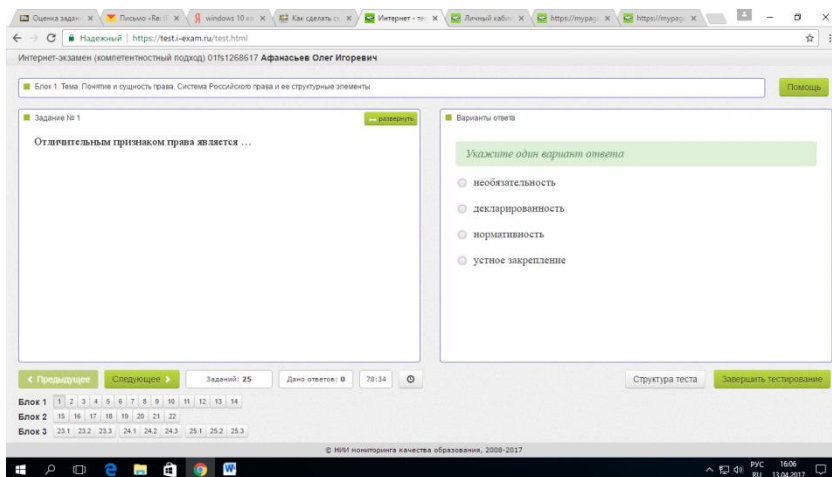 Оценка задан
Письмо «Re: (
windows 10 ко
Как сделать с
Интернет - те
Личный каби
https://mypag
https://mypag
Надежный | https://test.i-exam.ru/test.html
Интернет-экзамен (компетентностный подход) 01fs1268617 Афанасьев Олег Игоревич
Блок 1. Тема: Понятие и сущность права. Система Российского права и ее структурные элементы
Помощь
Задание № 1
развернуть
Отличительным признаком права является …
Варианты ответа
Укажите один вариант ответа
необязательность
декларированность
нормативность
устное закрепление
Предыдущее
Следующее
Заданий: 25
Дано ответов: 0
78:34
Структура теста
Завершить тестирование
Блок 1 1 2 3 4 5 6 7 8 9 10 11 12 13 14
Блок 2 15 16 17 18 19 20 21 22
Блок 3 23.1 23.2 23.3 24.1 24.2 24.3 25.1 25.2 25.3
© НИИ мониторинга качества образования, 2008-2017
РУС 16:06
RU 13.04.2017